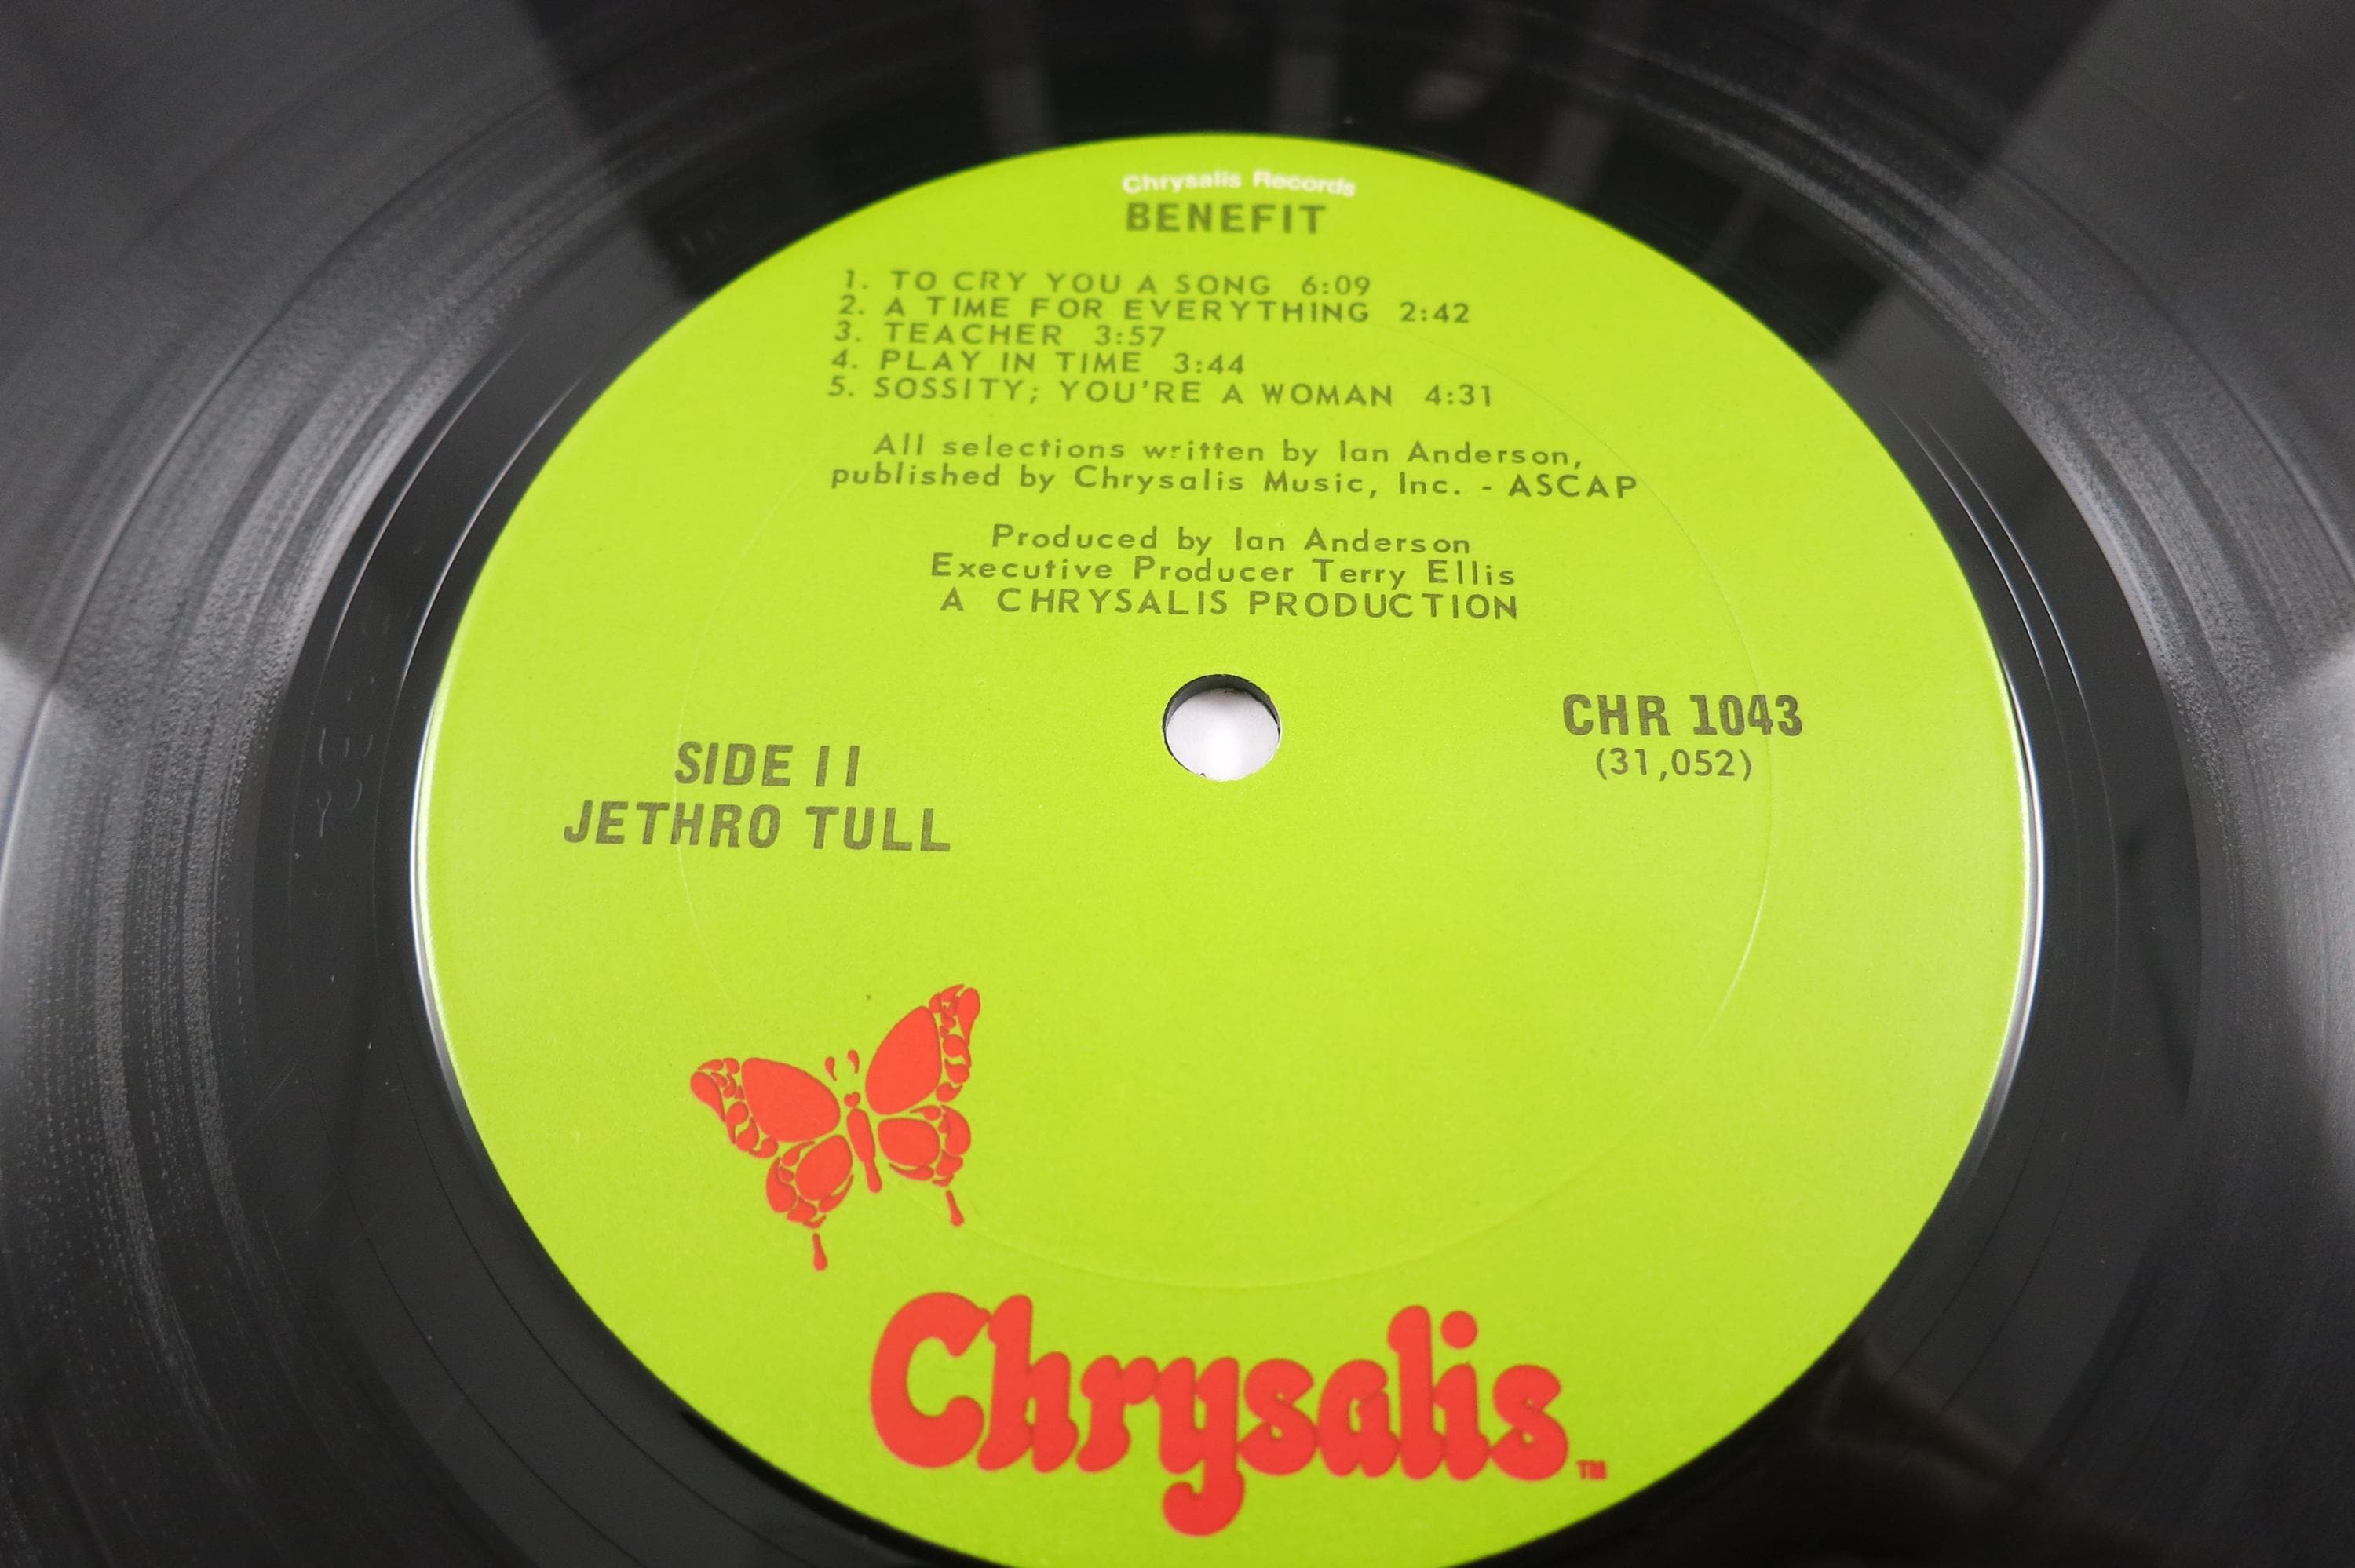 Chrysalis Records
BENEFIT
1. TO CRY YOU A SONG 6:09
2. A TIME FOR EVERYTHING 2:42
3. TEACHER 3:57
4. PLAY IN TIME 3:44
5. SOSSITY; YOU'RE A WOMAN 4:31
All selections written by Ian Anderson,
published by Chrysalis Music, Inc. - ASCAP
Produced by Ian Anderson
Executive Producer Terry Ellis
A CHRYSALIS PRODUCTION
CHR 1043
(31,052)
SIDE II
JETHRO TULL
Chrysalis TM